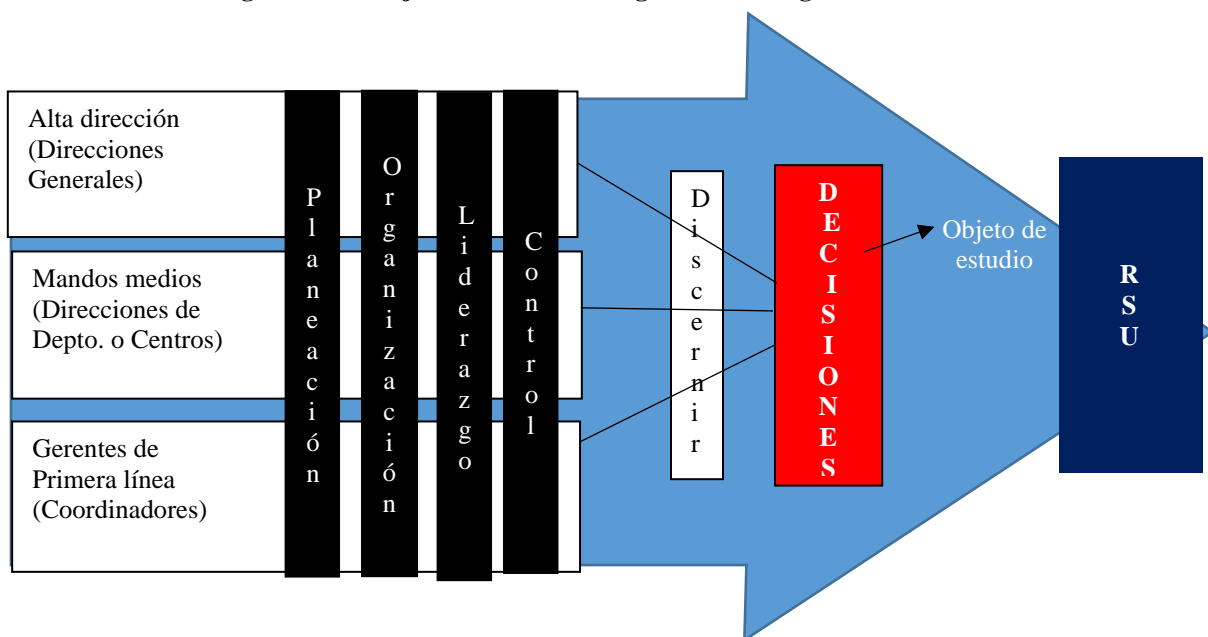 Alta dirección
(Direcciones
Generales)
Mandos medios
(Direcciones de
Depto. o Centros)
Gerentes de
Primera línea
(Coordinadores)
Planeación
Organización
Liderazgo
Control
Discernir
DECISIONES
Objeto de
estudio
RSU